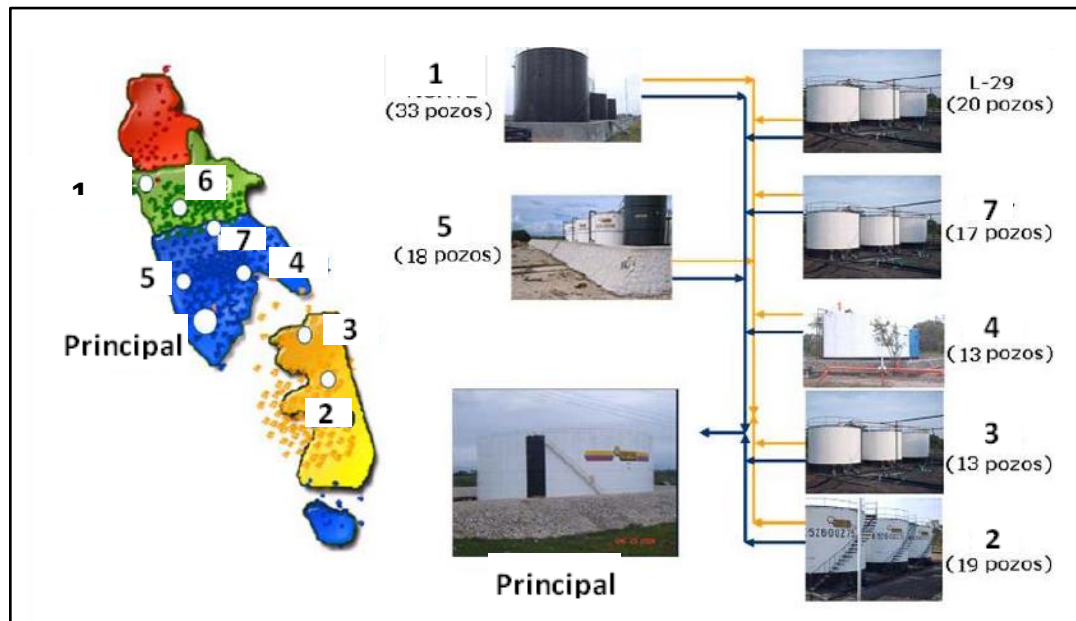 1
6
7
4
5
3
Principal
2
1
(33 pozos)
5
(18 pozos)
Principal
L-29
(20 pozos)
7
(17 pozos)
4
(13 pozos)
3
(13 pozos)
2
(19 pozos)